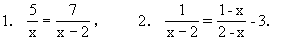 1. 5/x = 7/(x − 2), 2. 1/(x − 2) = (1-x)/(2-x) - 3.